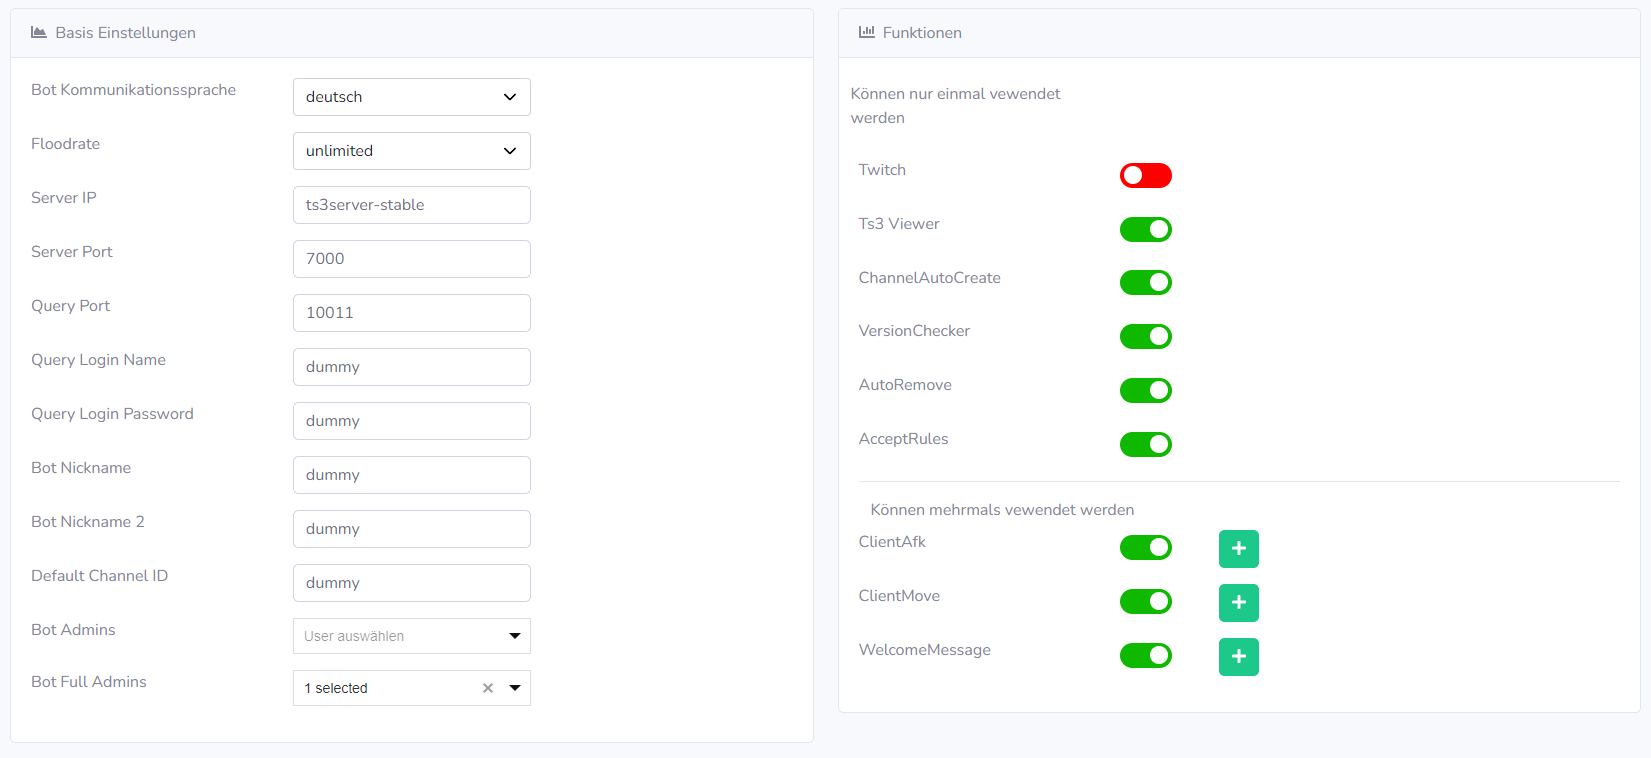 Basis Einstellungen
Bot Kommunikationssprache
deutsch
Floodrate
unlimited
Server IP
ts3server-stable
Server Port
7000
Query Port
10011
Query Login Name
dummy
Query Login Password
dummy
Bot Nickname
dummy
Bot Nickname 2
dummy
Default Channel ID
dummy
Bot Admins
User auswählen
Bot Full Admins
1 selected
Funktionen
Können nur einmal vewendet
werden
Twitch
Ts3 Viewer
ChannelAutoCreate
VersionChecker
AutoRemove
AcceptRules
Können mehrmals vewendet werden
ClientAfk
ClientMove
WelcomeMessage